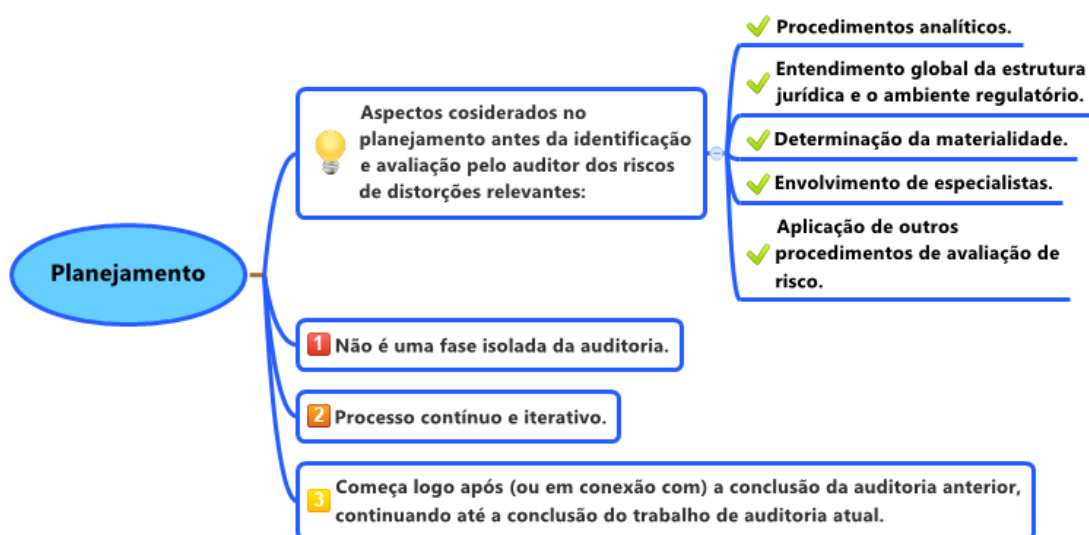 Planejamento
Aspectos cosiderados no
planejamento antes da identificação
e avaliação pelo auditor dos riscos
de distorções relevantes:
Procedimentos analíticos.
Entendimento global da estrutura
jurídica e o ambiente regulatório.
Determinação da materialidade.
Envolvimento de especialistas.
Aplicação de outros
procedimentos de avaliação de
risco.
1 Não é uma fase isolada da auditoria.
2 Processo contínuo e iterativo.
3 Começa logo após (ou em conexão com) a conclusão da auditoria anterior,
continuando até a conclusão do trabalho de auditoria atual.